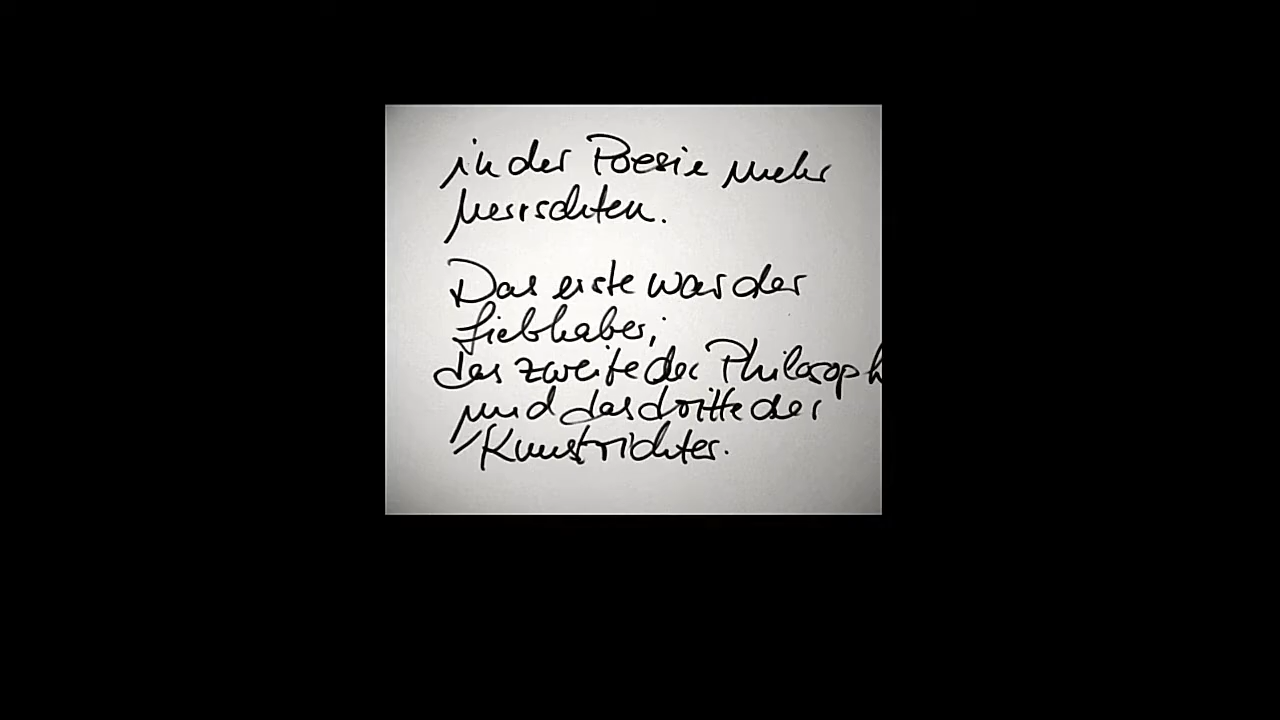 in der Poesie mehr
herrschten.
Das erste war der
Liebhaber;
das zweite der Philosoph
und das dritte der
Kunstrichter.